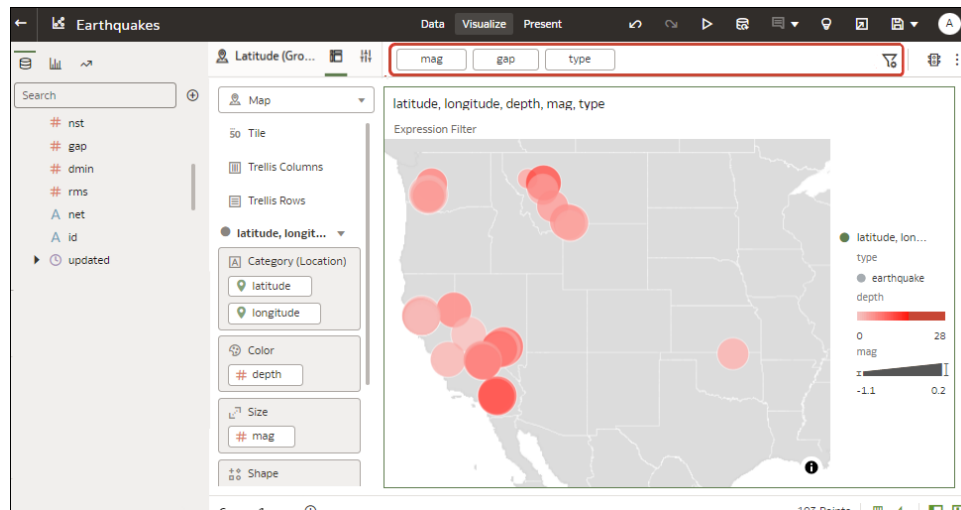 Earthquakes
Data Visualize Present
A
Latitude (Gro...
mag gap type
Search
# nst
# gap
# dmin
# rms
A net
A id
updated
Map
50 Tile
Trellis Columns
Trellis Rows
latitude, longit...
A Category (Location)
latitude
longitude
Color
# depth
Size
# mag
Shape
latitude, longitude, depth, mag, type
Expression Filter
latitude, lon...
type
earthquake
depth
0 28
mag
-1.1 0.2